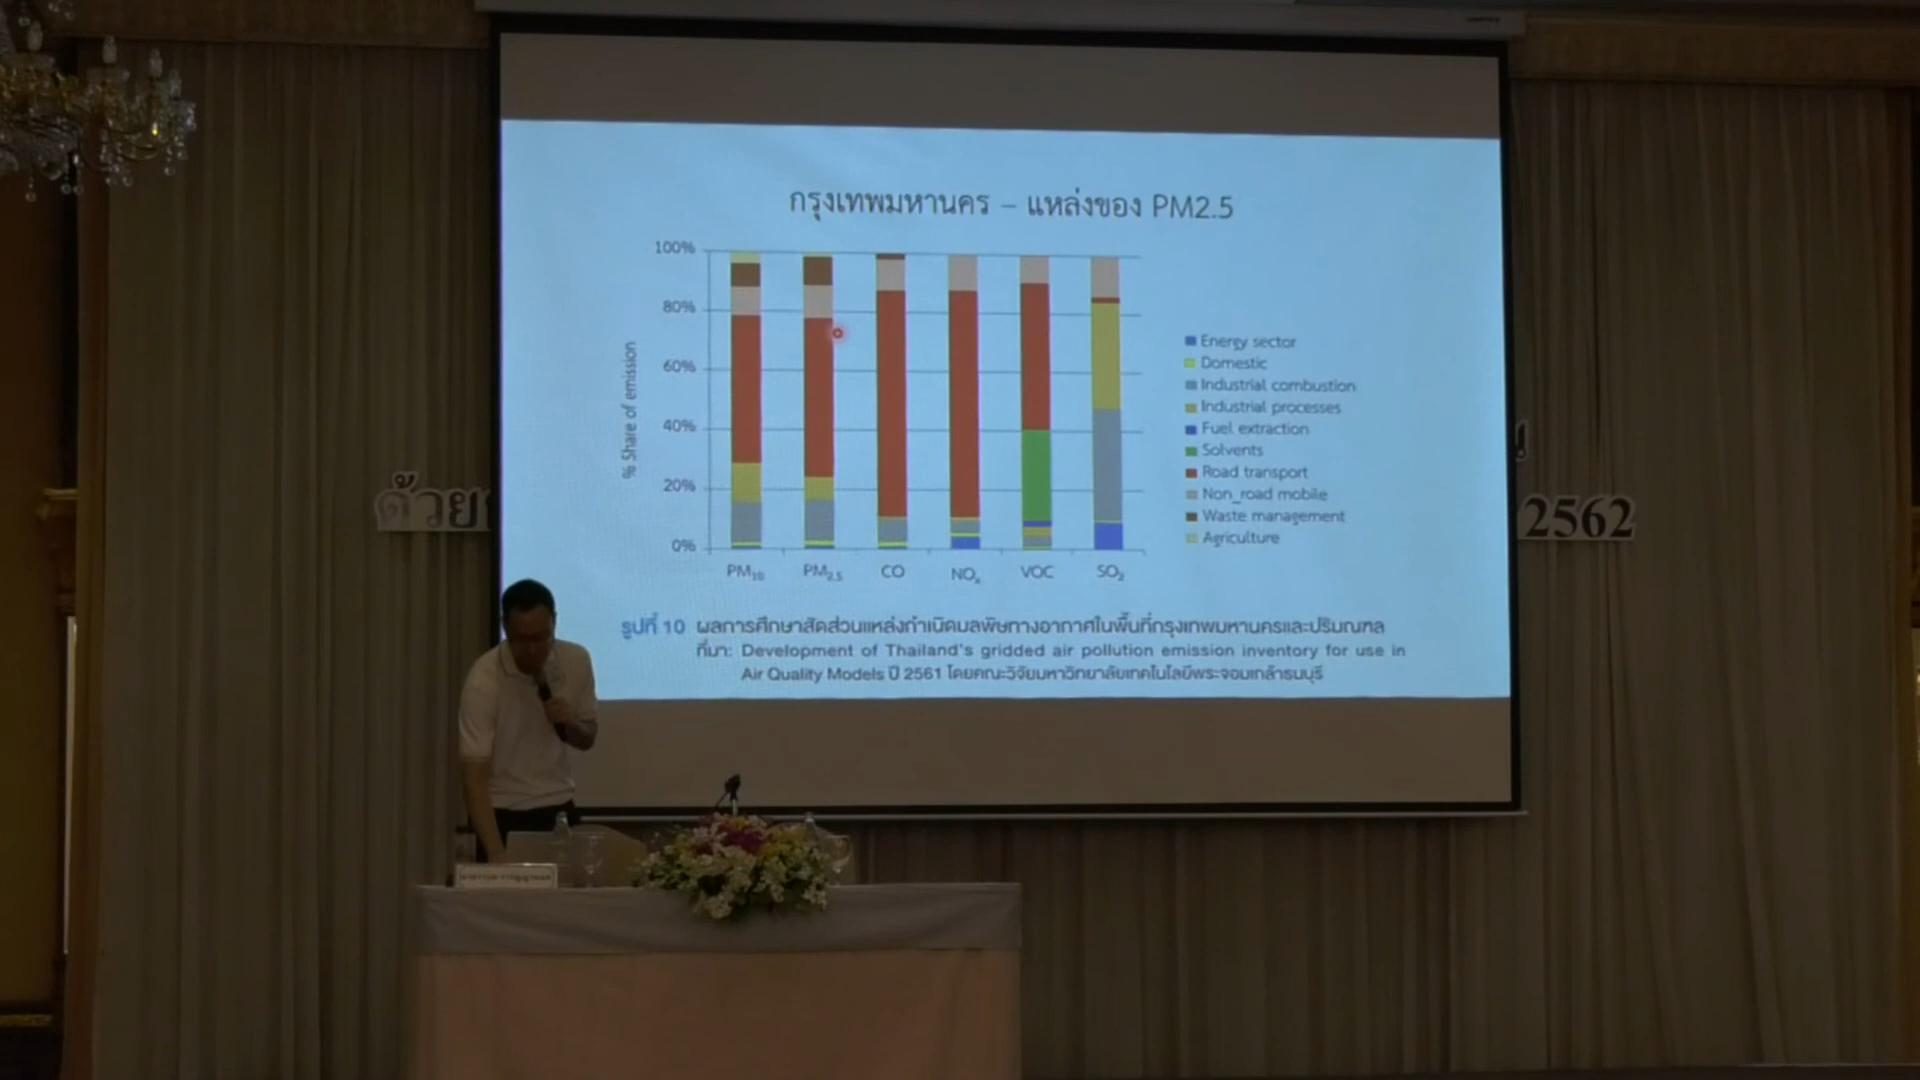 กรุงเทพมหานคร – แหล่งของ PM2.5
% Share of emission
100%
80%
60%
40%
20%
0%
PM10
PM2.5
CO
NOx
VOC
SO2
Energy sector
Domestic
Industrial combustion
Industrial processes
Fuel extraction
Solvents
Road transport
Non_road mobile
Waste management
Agriculture
รูปที่ 10 ผลการศึกษาสัดส่วนแหล่งกำเนิดมลพิษทางอากาศในพื้นที่กรุงเทพมหานครและปริมณฑล
ที่มา: Development of Thailand's gridded air pollution emission inventory for use in
Air Quality Models ปี 2561 โดยคณะวิจัยมหาวิทยาลัยเทคโนโลยีพระจอมเกล้าธนบุรี
ด้วย
2562